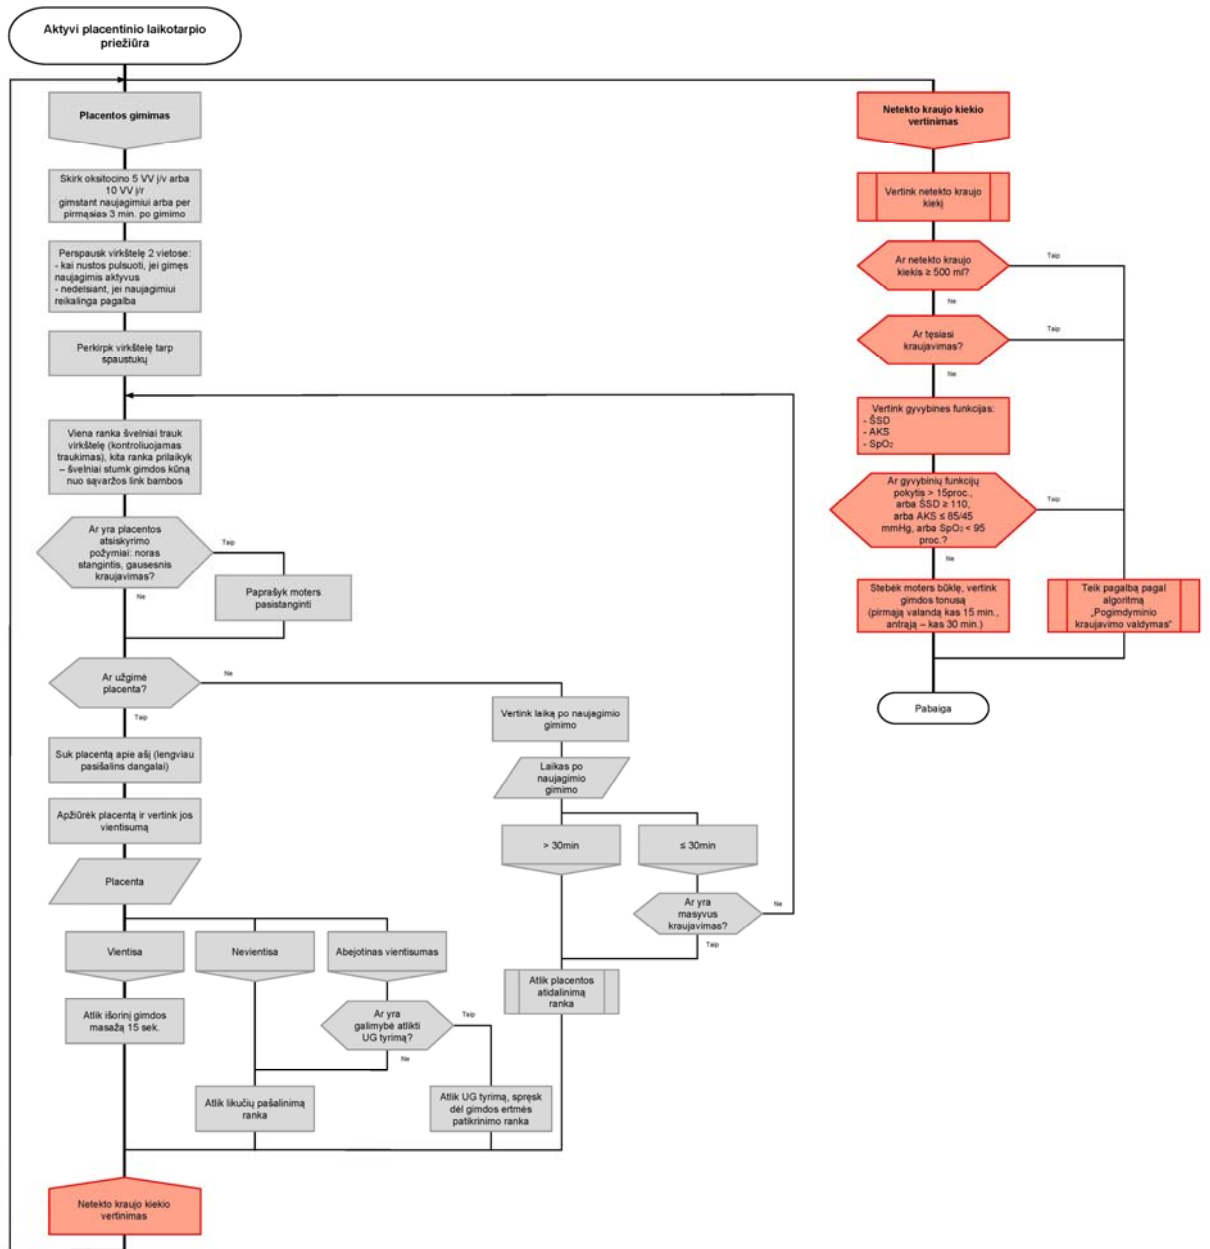 Aktyvi placentinio laikotarpio
priežiūra
Placentos gimimas
Skirk oksitocino 5 VV į/v arba
10 VV į/r
gimstant naujagimiui arba per
pirmąsias 3 min. po gimimo
Perspausk virkštelę 2 vietose:
- kai nustos pulsuoti, jei gimęs
naujagimis aktyvus
- nedelsiant, jei naujagimiui
reikalinga pagalba
Perkirpk virkštelę tarp
spaustukų
Viena ranka švelniai trauk
virkštelę (kontroliuojamas
traukimas), kita ranka prilaikyk
– švelniai stumk gimdos kūną
nuo sąvaržos link bambos
Ar yra placentos
atsiskyrimo
požymiai: noras
stangintis, gausesnis
kraujavimas?
Taip
Ne
Paprašyk moters
pasistanginti
Ar užgimė
placenta?
Ne
Taip
Suk placentą apie ašį (lengviau
pasišalins dangalai)
Apžiūrėk placentą ir vertink jos
vientisumą
Placenta
Vientisa
Nevientisa
Abejotinas vientisumas
Atlik išorinį gimdos
masažą 15 sek.
Ar yra
galimybė atlikti
UG tyrimą?
Taip
Ne
Atlik likučių pašalinimą
ranka
Atlik UG tyrimą, spręsk
dėl gimdos ertmės
patikrinimo ranka
Vertink laiką po naujagimio
gimimo
Laikas po
naujagimio
gimimo
> 30min
≤ 30min
Ar yra
masyvus
kraujavimas?
Ne
Taip
Atlik placentos
atidalinimą
ranka
Netekto kraujo kiekio
vertinimas
Netekto kraujo kiekio
vertinimas
Vertink netekto kraujo
kiekį
Ar netekto kraujo
kiekis ≥ 500 ml?
Taip
Ne
Ar tęsiasi
kraujavimas?
Taip
Ne
Vertink gyvybines funkcijas:
- ŠSD
- AKS
- SpO₂
Ar gyvybinių funkcijų
pokytis > 15proc.,
arba ŠSD ≥ 110,
arba AKS ≤ 85/45
mmHg, arba SpO₂ < 95
proc.?
Taip
Ne
Stebėk moters būklę, vertink
gimdos tonusą
(pirmąją valandą kas 15 min.,
antrąją – kas 30 min.)
Teik pagalbą pagal
algoritmą
„Pogimdyminio
kraujavimo valdymas“
Pabaiga